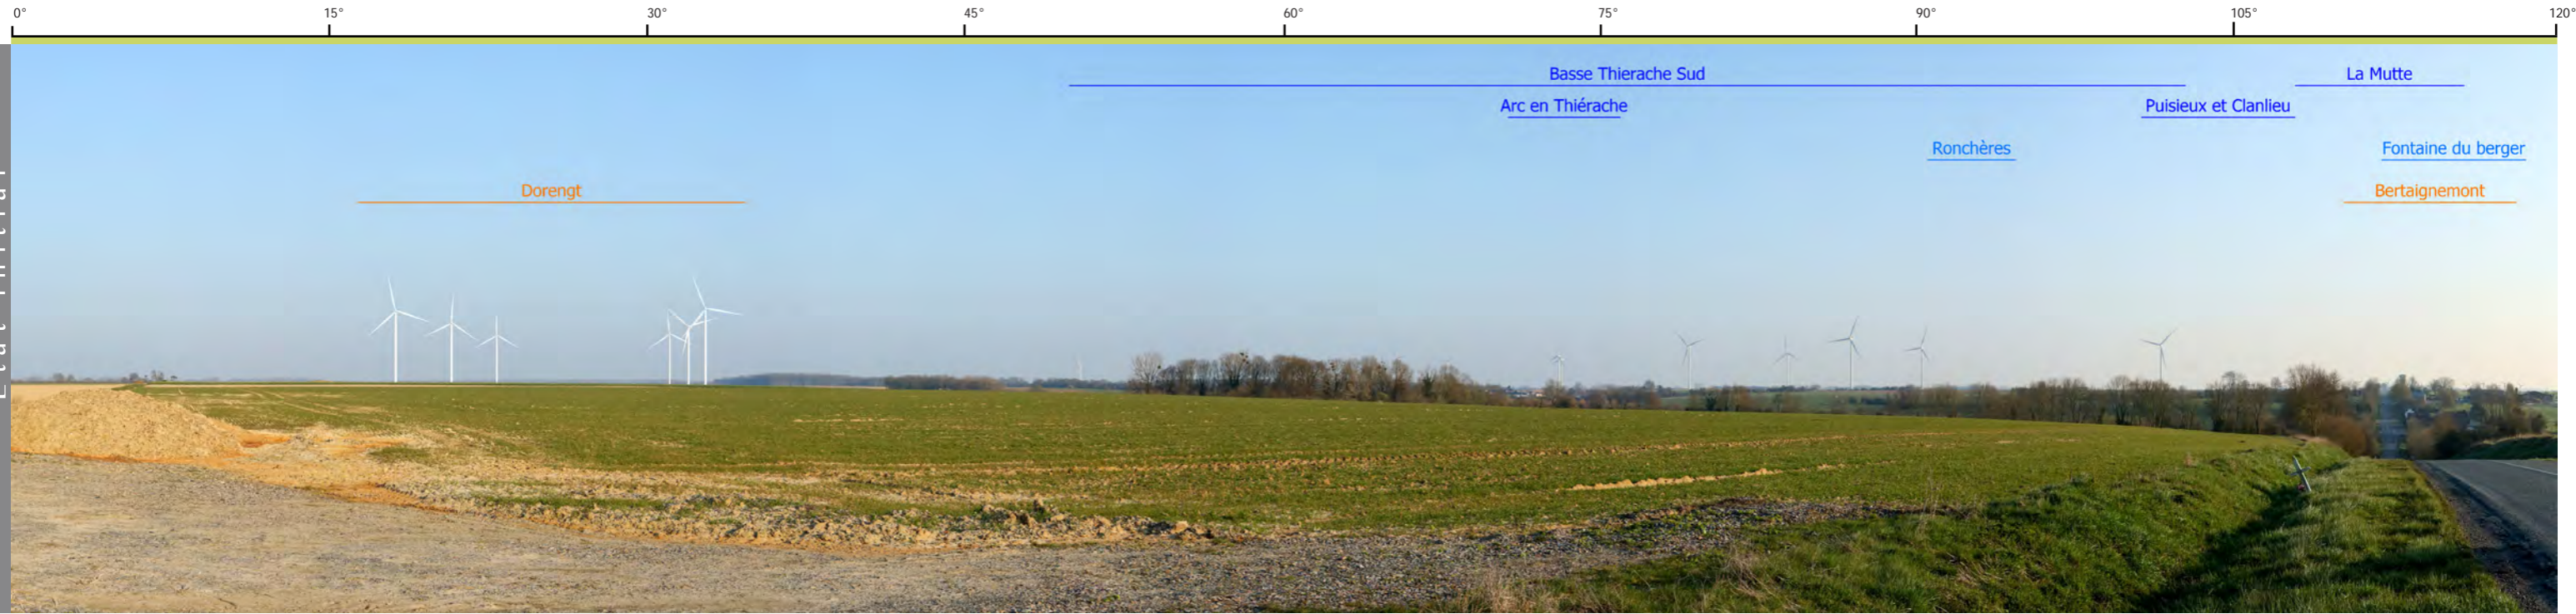 0° 15° 30° 45° 60° 75° 90° 105° 120°
Basse Thierache Sud La Mutte
Arc en Thiérache Puisieux et Clanlieu
Ronchères Fontaine du berger
Dorengt Bertaignemont